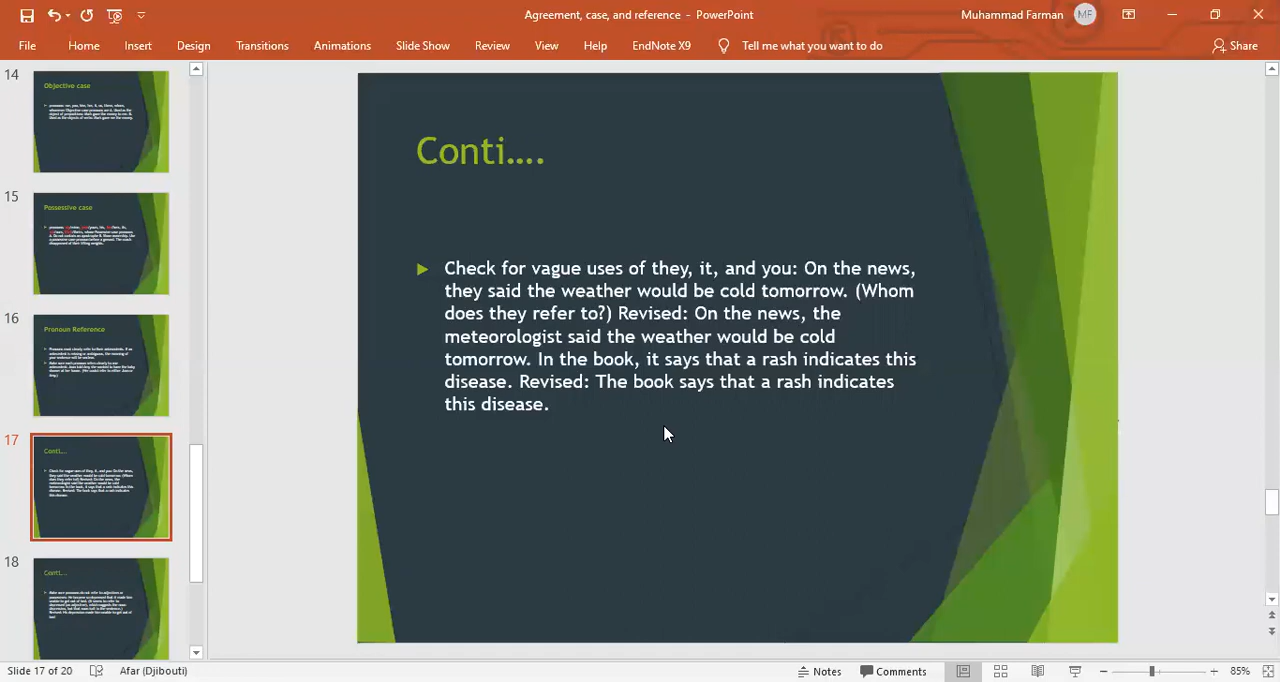 Agreement, case, and reference - PowerPoint
Muhammad Farman
MF
File Home Insert Design Transitions Animations Slide Show Review View Help EndNote X9 Tell me what you want to do Share
14
Objective case
15
Possessive case
16
Pronoun Reference
17
Conti....
18
Conti....
Conti....
Check for vague uses of they, it, and you: On the news,
they said the weather would be cold tomorrow. (Whom
does they refer to?) Revised: On the news, the
meteorologist said the weather would be cold
tomorrow. In the book, it says that a rash indicates this
disease. Revised: The book says that a rash indicates
this disease.
Slide 17 of 20 Afar (Djibouti) Notes Comments 85%